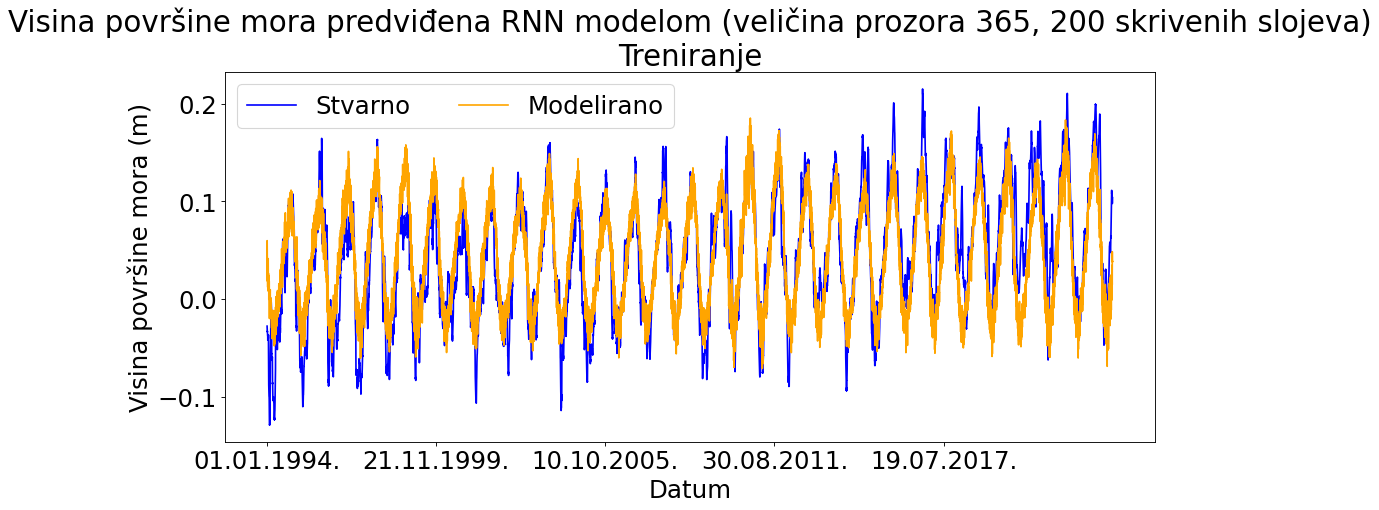 Visina površine mora predviđena RNN modelom (veličina prozora 365, 200 skrivenih slojeva)
Treniranje
Stvarno Modelirano
Visina površine mora (m)
0.2
0.1
0.0
−0.1
01.01.1994. 21.11.1999. 10.10.2005. 30.08.2011. 19.07.2017.
Datum